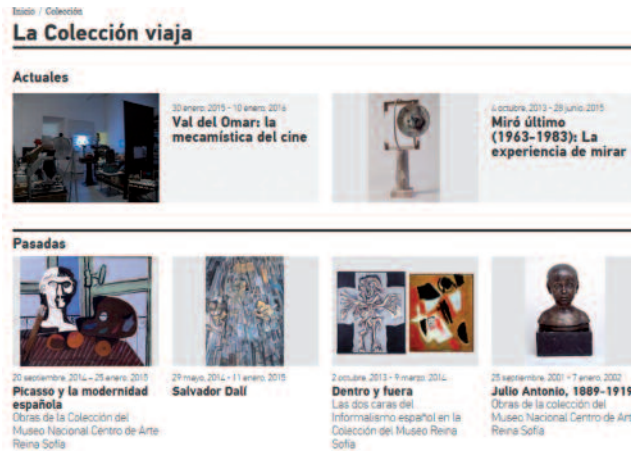 Inicio / Colección
La Colección viaja
Actuales
30 enero, 2015 - 10 enero, 2016
Val del Omar: la
mecamística del cine
4 octubre, 2013 - 28 junio, 2015
Miró último
(1963-1983): La
experiencia de mirar
Pasadas
20 septiembre, 2014 - 25 enero, 2015
Picasso y la modernidad
española
Obras de la Colección del
Museo Nacional Centro de Arte
Reina Sofía
29 mayo, 2014 - 11 enero, 2015
Salvador Dalí
2 octubre, 2013 - 9 marzo, 2014
Dentro y fuera
Las dos caras del
Informalismo español en la
Colección del Museo Reina
Sofía
25 septiembre, 2001 - 7 enero, 2002
Julio Antonio, 1889-1919
Obras de la colección del
Museo Nacional Centro de Art
Reina Sofía